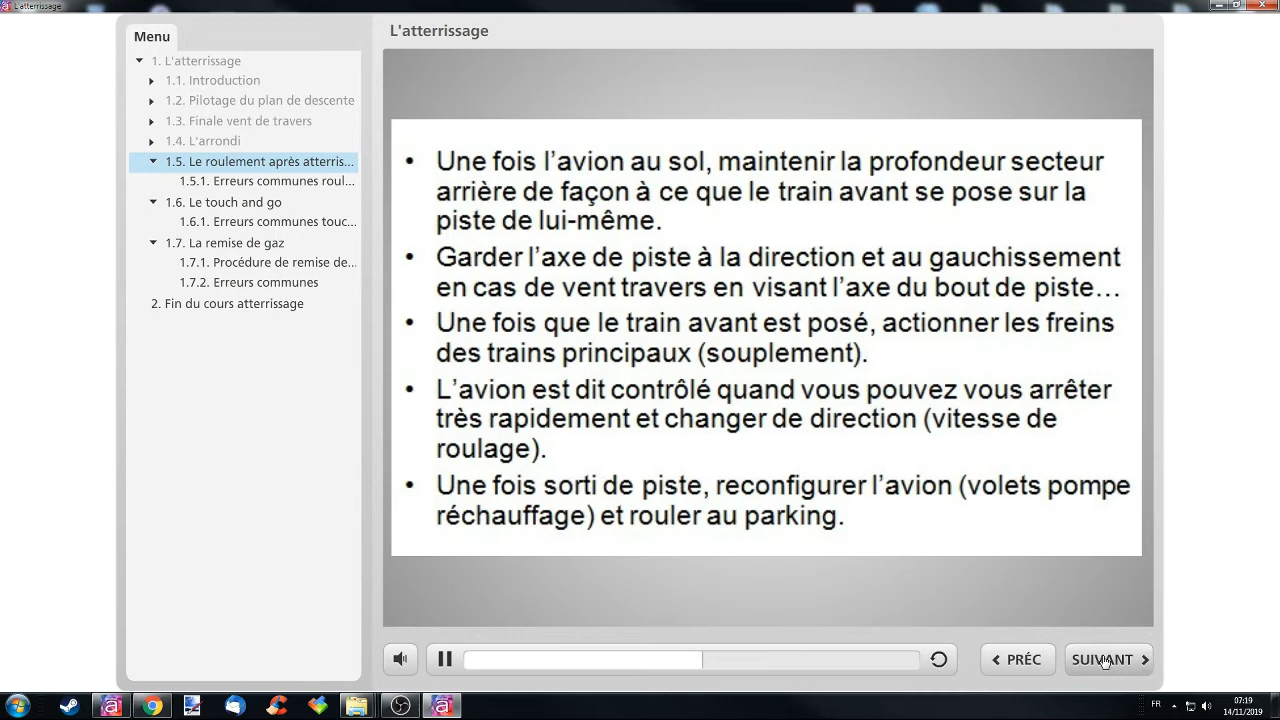 L'atterrissage
Menu
1. L'atterrissage
1.1. Introduction
1.2. Pilotage du plan de descente
1.3. Finale vent de travers
1.4. L'arrondi
1.5. Le roulement après atterris...
1.5.1. Erreurs communes roul...
1.6. Le touch and go
1.6.1. Erreurs communes touc...
1.7. La remise de gaz
1.7.1. Procédure de remise de...
1.7.2. Erreurs communes
2. Fin du cours atterrissage
L'atterrissage
• Une fois l'avion au sol, maintenir la profondeur secteur
arrière de façon à ce que le train avant se pose sur la
piste de lui-même.
• Garder l'axe de piste à la direction et au gauchissement
en cas de vent travers en visant l'axe du bout de piste…
• Une fois que le train avant est posé, actionner les freins
des trains principaux (souplement).
• L'avion est dit contrôlé quand vous pouvez vous arrêter
très rapidement et changer de direction (vitesse de
roulage).
• Une fois sorti de piste, reconfigurer l'avion (volets pompe
réchauffage) et rouler au parking.
PRÉC
SUIVANT
FR
07:19
14/11/2019